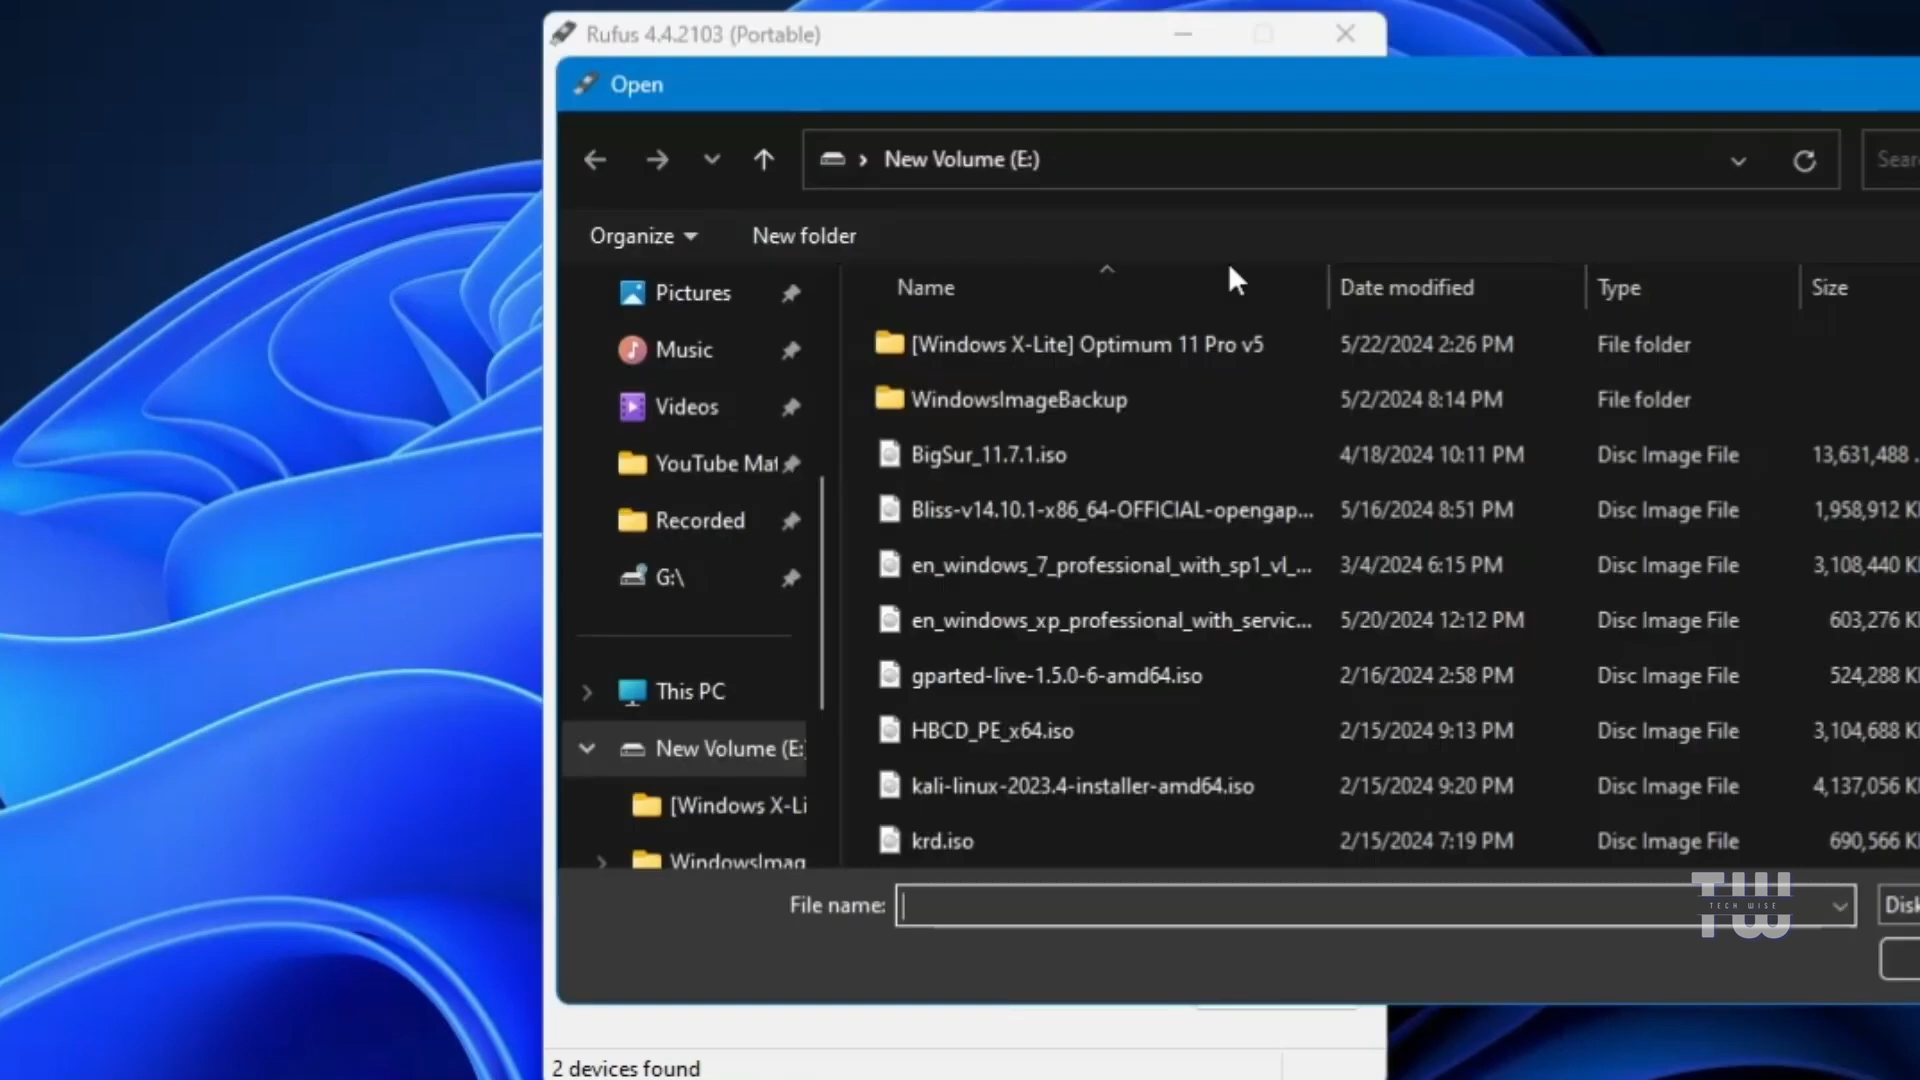 Rufus 4.4.2103 (Portable)
Open
New Volume (E:)
Sear
Organize
New folder
Name
Date modified
Type
Size
Pictures
Music
Videos
YouTube Mat
Recorded
G:\
This PC
New Volume (E:
[Windows X-Li
WindowsImag
[Windows X-Lite] Optimum 11 Pro v5 5/22/2024 2:26 PM File folder
WindowsImageBackup 5/2/2024 8:14 PM File folder
BigSur_11.7.1.iso 4/18/2024 10:11 PM Disc Image File 13,631,488 .
Bliss-v14.10.1-x86_64-OFFICIAL-opengap... 5/16/2024 8:51 PM Disc Image File 1,958,912 K
en_windows_7_professional_with_sp1_vl_... 3/4/2024 6:15 PM Disc Image File 3,108,440 K
en_windows_xp_professional_with_servic... 5/20/2024 12:12 PM Disc Image File 603,276 K
gparted-live-1.5.0-6-amd64.iso 2/16/2024 2:58 PM Disc Image File 524,288 K
HBCD_PE_x64.iso 2/15/2024 9:13 PM Disc Image File 3,104,688 K
kali-linux-2023.4-installer-amd64.iso 2/15/2024 9:20 PM Disc Image File 4,137,056 K
krd.iso 2/15/2024 7:19 PM Disc Image File 690,566 K
File name:
Disk
TW
TECH WISE
2 devices found